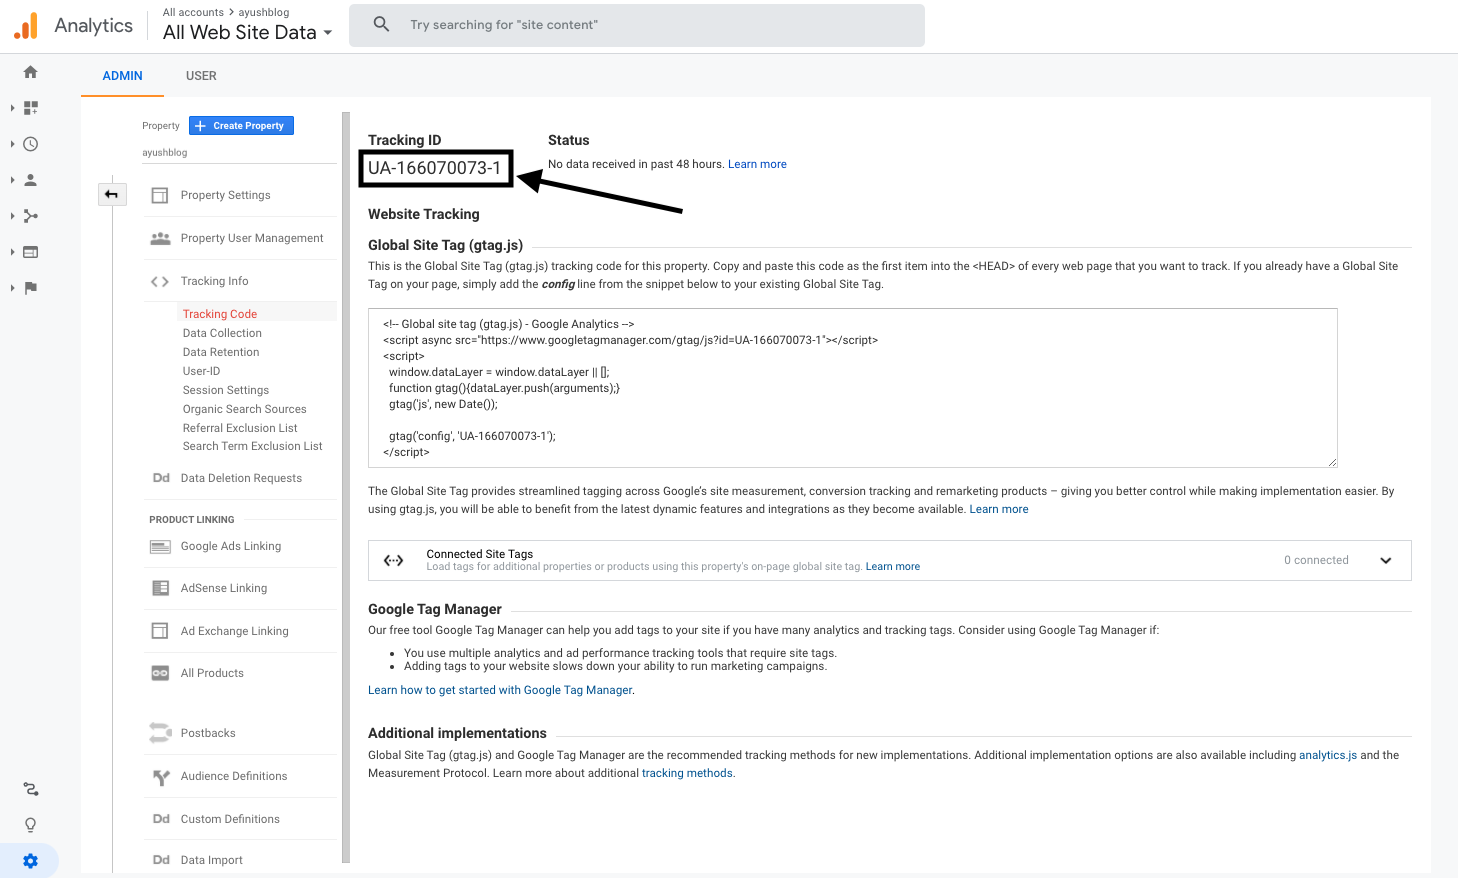 Analytics
All accounts > ayushblog
All Web Site Data
Try searching for "site content"
ADMIN
USER
Property
Create Property
ayushblog
Property Settings
Property User Management
Tracking Info
Tracking Code
Data Collection
Data Retention
User-ID
Session Settings
Organic Search Sources
Referral Exclusion List
Search Term Exclusion List
Dd Data Deletion Requests
PRODUCT LINKING
Google Ads Linking
AdSense Linking
Ad Exchange Linking
All Products
Postbacks
Audience Definitions
Dd Custom Definitions
Dd Data Import
Tracking ID
UA-166070073-1
Status
No data received in past 48 hours. Learn more
Website Tracking
Global Site Tag (gtag.js)
This is the Global Site Tag (gtag.js) tracking code for this property. Copy and paste this code as the first item into the <HEAD> of every web page that you want to track. If you already have a Global Site
Tag on your page, simply add the config line from the snippet below to your existing Global Site Tag.
<!-- Global site tag (gtag.js) - Google Analytics -->
<script async src="https://www.googletagmanager.com/gtag/js?id=UA-166070073-1"></script>
<script>
window.dataLayer = window.dataLayer || [];
function gtag(){dataLayer.push(arguments);}
gtag('js', new Date());
gtag('config', 'UA-166070073-1');
</script>
The Global Site Tag provides streamlined tagging across Google's site measurement, conversion tracking and remarketing products – giving you better control while making implementation easier. By
using gtag.js, you will be able to benefit from the latest dynamic features and integrations as they become available. Learn more
Connected Site Tags
Load tags for additional properties or products using this property's on-page global site tag. Learn more
0 connected
Google Tag Manager
Our free tool Google Tag Manager can help you add tags to your site if you have many analytics and tracking tags. Consider using Google Tag Manager if:
• You use multiple analytics and ad performance tracking tools that require site tags.
• Adding tags to your website slows down your ability to run marketing campaigns.
Learn how to get started with Google Tag Manager.
Additional implementations
Global Site Tag (gtag.js) and Google Tag Manager are the recommended tracking methods for new implementations. Additional implementation options are also available including analytics.js and the
Measurement Protocol. Learn more about additional tracking methods.